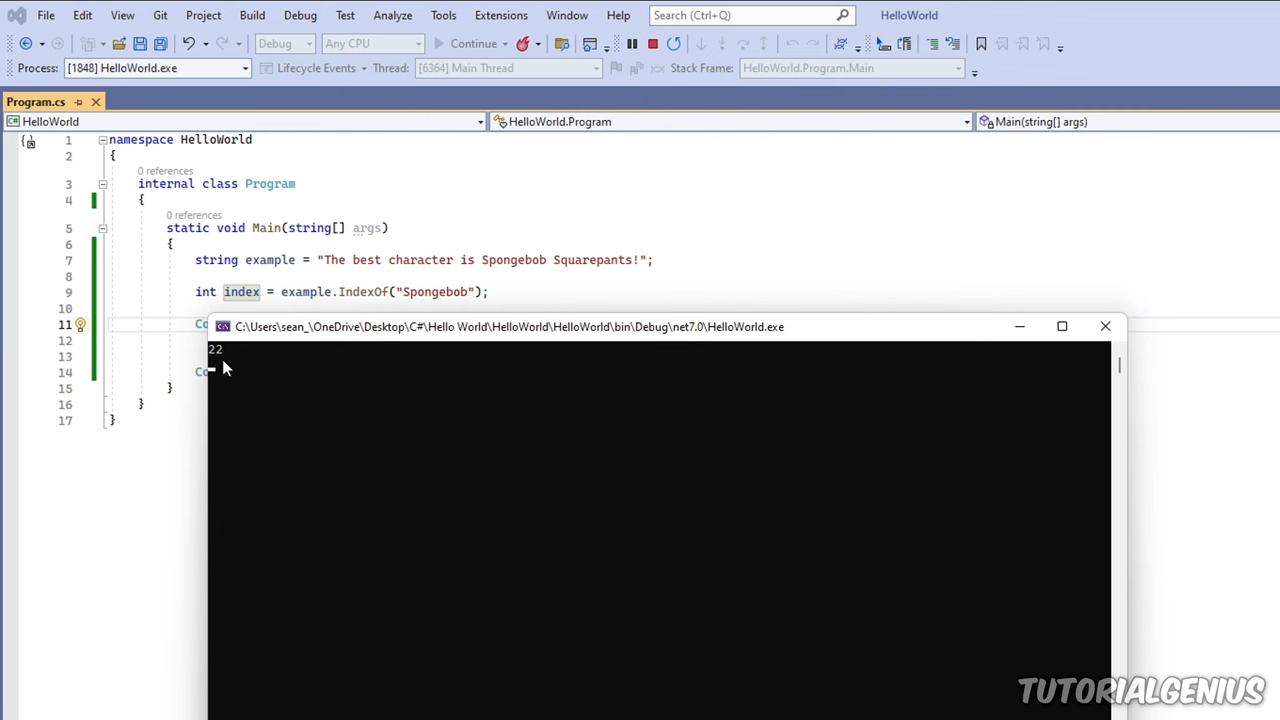 File Edit View Git Project Build Debug Test Analyze Tools Extensions Window Help Search (Ctrl+Q) HelloWorld
Debug Any CPU Continue
Process: [1848] HelloWorld.exe Lifecycle Events Thread: [6364] Main Thread Stack Frame: HelloWorld.Program.Main
Program.cs
HelloWorld HelloWorld.Program Main(string[] args)
1 namespace HelloWorld
2 {
0 references
3 internal class Program
4 {
0 references
5 static void Main(string[] args)
6 {
7 string example = "The best character is Spongebob Squarepants!";
8
9 int index = example.IndexOf("Spongebob");
10
11 Co
C:\Users\sean_\OneDrive\Desktop\C#\Hello World\HelloWorld\HelloWorld\bin\Debug\net7.0\HelloWorld.exe
12
22
13
14 Co
15 }
16 }
17 }
TUTORIALGENIUS